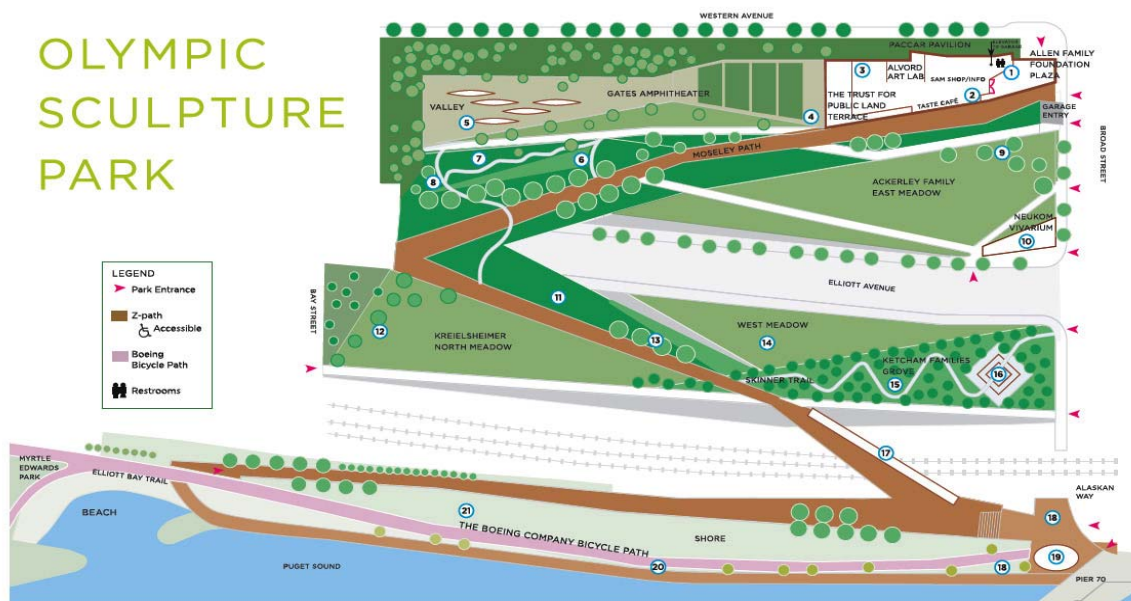 OLYMPIC
SCULPTURE
PARK
WESTERN AVENUE
PACCAR PAVILION
ELEVATOR
TO GARAGE
ALLEN FAMILY
FOUNDATION
PLAZA
1
3
ALVORD
ART LAB
SAM SHOP/INFO
2
GATES AMPHITHEATER
THE TRUST FOR
PUBLIC LAND
TERRACE
TASTE CAFÉ
VALLEY
5
4
GARAGE
ENTRY
BROAD STREET
MOSELEY PATH
7
6
8
9
ACKERLEY FAMILY
EAST MEADOW
NEUKOM
VIVARIUM
10
ELLIOTT AVENUE
LEGEND
Park Entrance
Z-path
Accessible
Boeing
Bicycle Path
Restrooms
BAY STREET
11
12
KREIELSHEIMER
NORTH MEADOW
13
WEST MEADOW
14
KETCHAM FAMILIES
GROVE
SKINNER TRAIL
15
16
17
MYRTLE
EDWARDS
PARK
ELLIOTT BAY TRAIL
BEACH
21
THE BOEING COMPANY BICYCLE PATH
SHORE
ALASKAN
WAY
18
19
20
18
PUGET SOUND
PIER 70